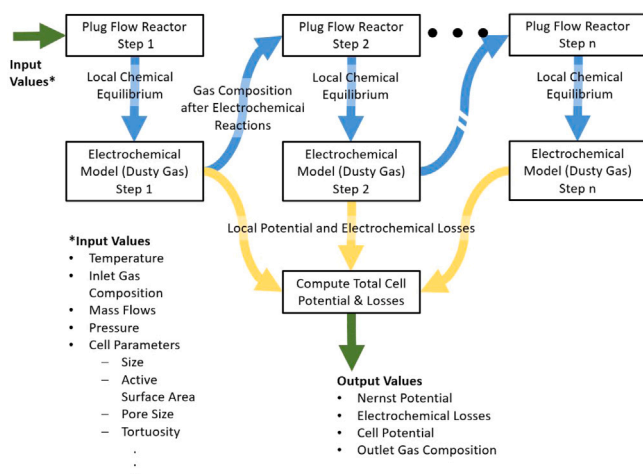 Plug Flow Reactor
Step 1
Plug Flow Reactor
Step 2
Plug Flow Reactor
Step n
Input
Values*
Local Chemical
Equilibrium
Gas Composition
after Electrochemical
Reactions
Local Chemical
Equilibrium
Local Chemical
Equilibrium
Electrochemical
Model (Dusty Gas)
Step 1
Electrochemical
Model (Dusty Gas)
Step 2
Electrochemical
Model (Dusty Gas)
Step n
Local Potential and Electrochemical Losses
*Input Values
• Temperature
• Inlet Gas
Composition
• Mass Flows
• Pressure
• Cell Parameters
– Size
– Active
Surface Area
– Pore Size
– Tortuosity
.
.
Compute Total Cell
Potential & Losses
Output Values
• Nernst Potential
• Electrochemical Losses
• Cell Potential
• Outlet Gas Composition